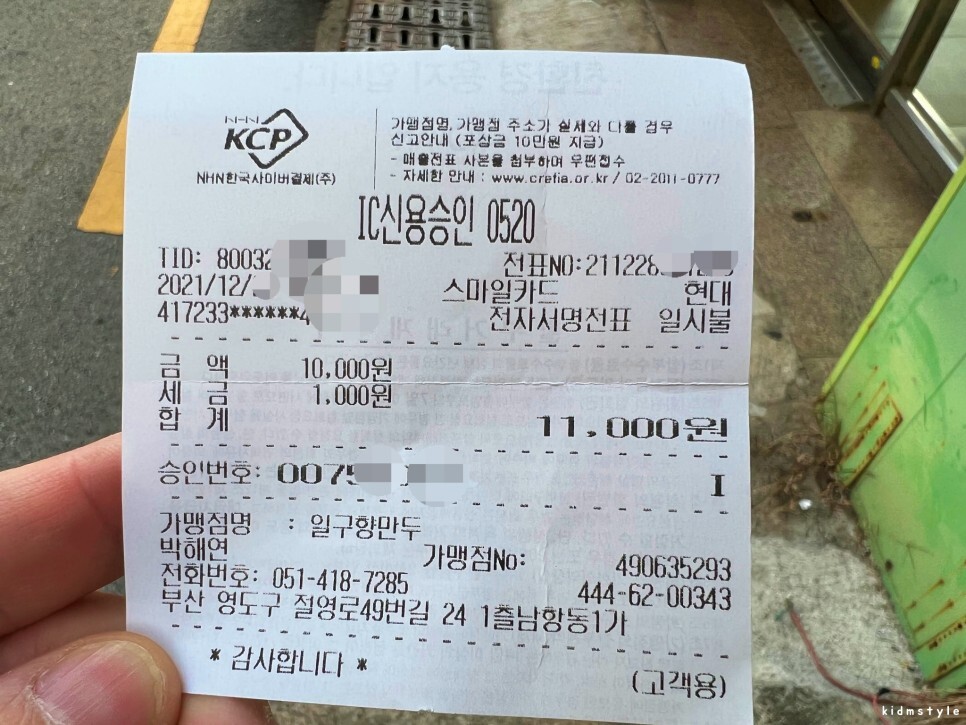 NHN
KCP
NHN한국사이버결제(주)
가맹점명, 가맹점 주소가 실제와 다를 경우
신고안내 (포상금 10만원 지급)
- 매출전표 사본을 첨부하여 우편접수
- 자세한 안내 : www.crefia.or.kr / 02-2011-0777
IC신용승인 0520
TID: 80032
전표NO:211228
2021/12/
스마일카드 현대
417233******4
전자서명전표 일시불
금 액 10,000원
세 금 1,000원
합 계 11,000원
승인번호: 0075 I
가맹점명 : 일구향만두
박해연 가맹점No: 490635293
전화번호: 051-418-7285 444-62-00343
부산 영도구 절영로49번길 24 1츨남항동1가
* 감사합니다 *
(고객용)
kidmstyle